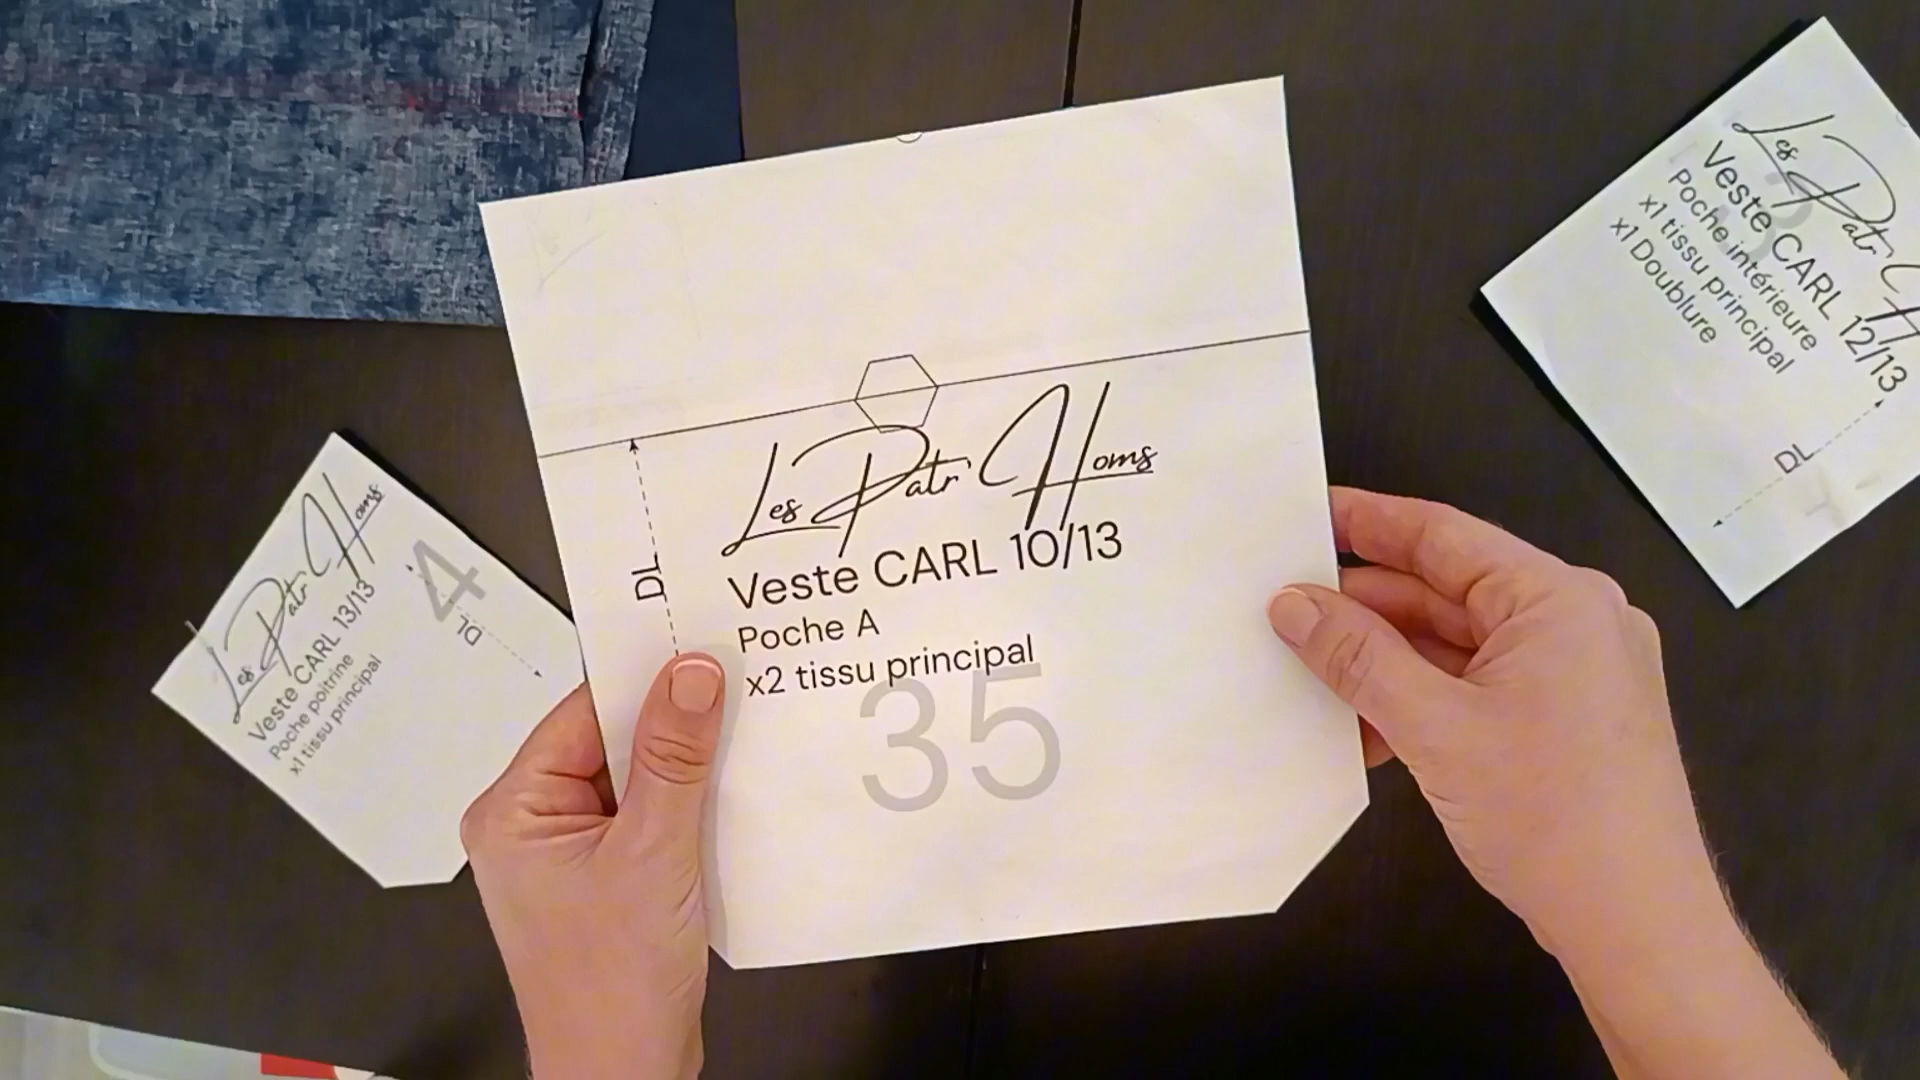 Les Patr'Homs
Veste CARL 10/13
Poche A
x2 tissu principal
35
DL
Les Patr'Homs
Veste CARL 13/13
Poche poitrine
x1 tissu principal
4
DL
Les Patr'H
Veste CARL 12/13
Poche intérieure
x1 tissu principal
x1 Doublure
DL